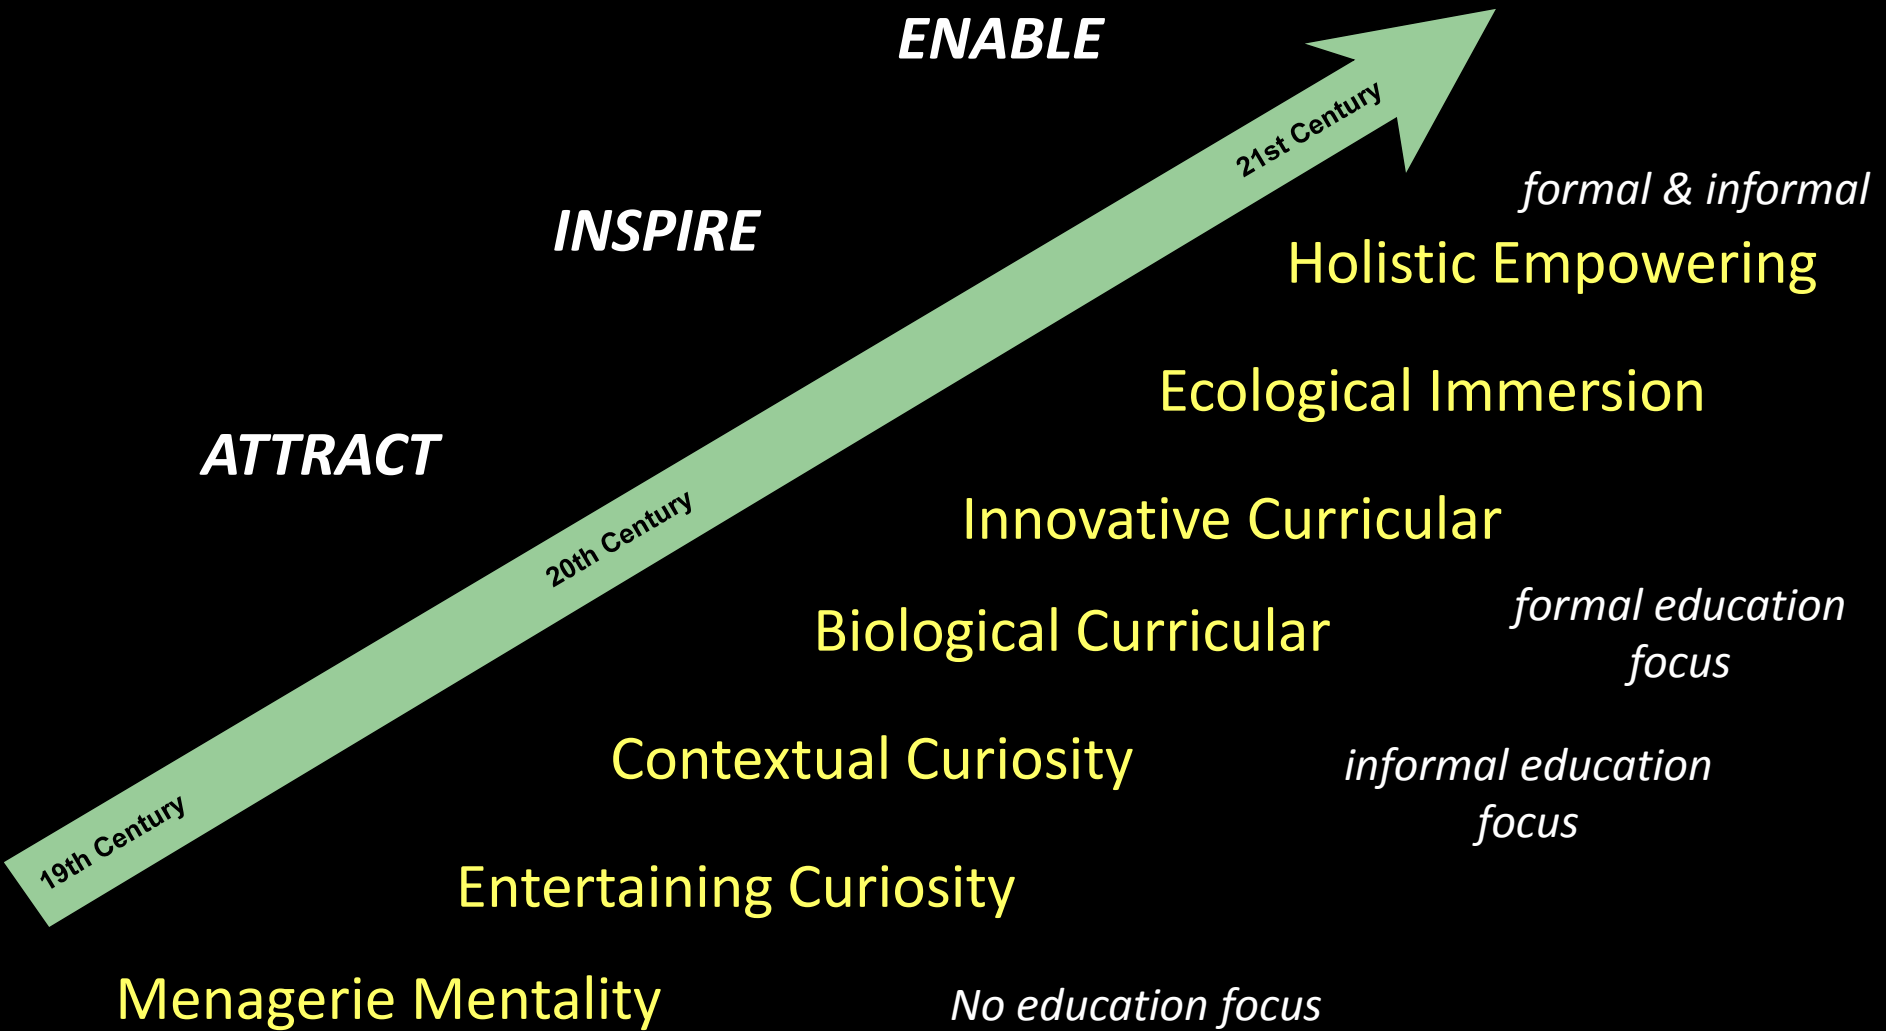 ENABLE
21st Century
formal & informal
INSPIRE
Holistic Empowering
Ecological Immersion
ATTRACT
Innovative Curricular
20th Century
Biological Curricular
formal education
focus
Contextual Curiosity
informal education
focus
19th Century
Entertaining Curiosity
Menagerie Mentality
No education focus